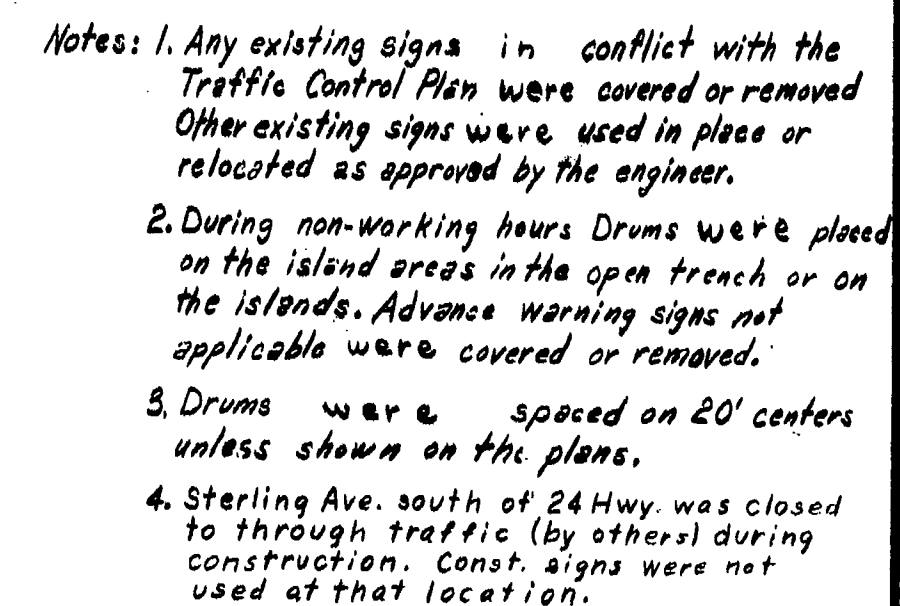 Notes: 1. Any existing signs in conflict with the
Traffic Control Plan were covered or removed
Other existing signs were used in place or
relocated as approved by the engineer.
2. During non-working hours Drums were placed
on the island areas in the open trench or on
the islands. Advance warning signs not
applicable were covered or removed.
3. Drums were spaced on 20' centers
unless shown on the plans.
4. Sterling Ave. south of 24 Hwy. was closed
to through traffic (by others) during
construction. Const. signs were not
used at that location.